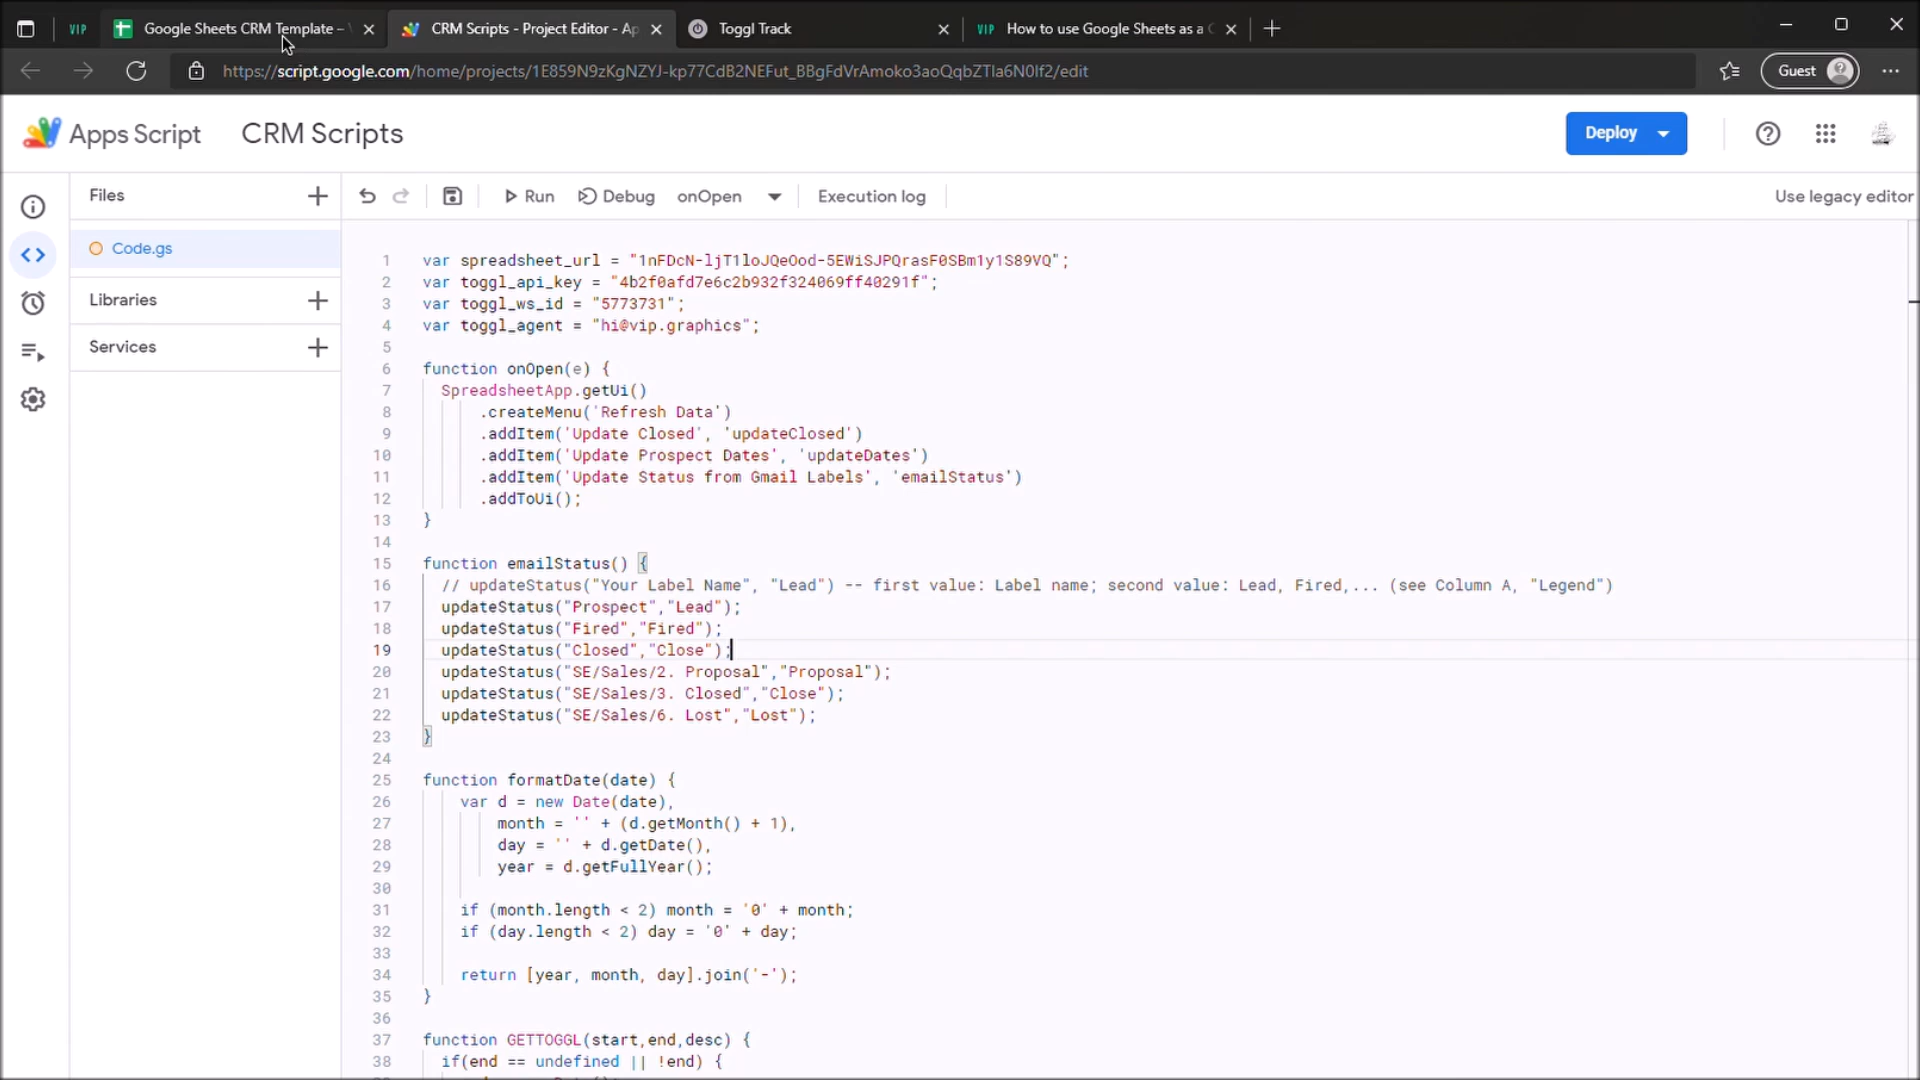 VIP
Google Sheets CRM Template –
CRM Scripts - Project Editor - Ap
Toggl Track
VIP
How to use Google Sheets as a C
https://script.google.com/home/projects/1E859N9zKgNZYJ-kp77CdB2NEFut_BBgFdVrAmoko3aoQqbZTla6N0lf2/edit
Guest
Apps Script
CRM Scripts
Deploy
Files
Run
Debug
onOpen
Execution log
Use legacy editor
Code.gs
Libraries
Services
1 var spreadsheet_url = "1nFDcN-ljT1loJQeOod-5EWiSJPQrasF0SBm1y1S89VQ";
2 var toggl_api_key = "4b2f0afd7e6c2b932f324069ff40291f";
3 var toggl_ws_id = "5773731";
4 var toggl_agent = "hi@vip.graphics";
5
6 function onOpen(e) {
7 SpreadsheetApp.getUi()
8 .createMenu('Refresh Data')
9 .addItem('Update Closed', 'updateClosed')
10 .addItem('Update Prospect Dates', 'updateDates')
11 .addItem('Update Status from Gmail Labels', 'emailStatus')
12 .addToUi();
13 }
14
15 function emailStatus() {
16 // updateStatus("Your Label Name", "Lead") -- first value: Label name; second value: Lead, Fired,... (see Column A, "Legend")
17 updateStatus("Prospect","Lead");
18 updateStatus("Fired","Fired");
19 updateStatus("Closed","Close");
20 updateStatus("SE/Sales/2. Proposal","Proposal");
21 updateStatus("SE/Sales/3. Closed","Close");
22 updateStatus("SE/Sales/6. Lost","Lost");
23 }
24
25 function formatDate(date) {
26 var d = new Date(date),
27 month = '' + (d.getMonth() + 1),
28 day = '' + d.getDate(),
29 year = d.getFullYear();
30
31 if (month.length < 2) month = '0' + month;
32 if (day.length < 2) day = '0' + day;
33
34 return [year, month, day].join('-');
35 }
36
37 function GETTOGGL(start,end,desc) {
38 if(end == undefined || !end) {